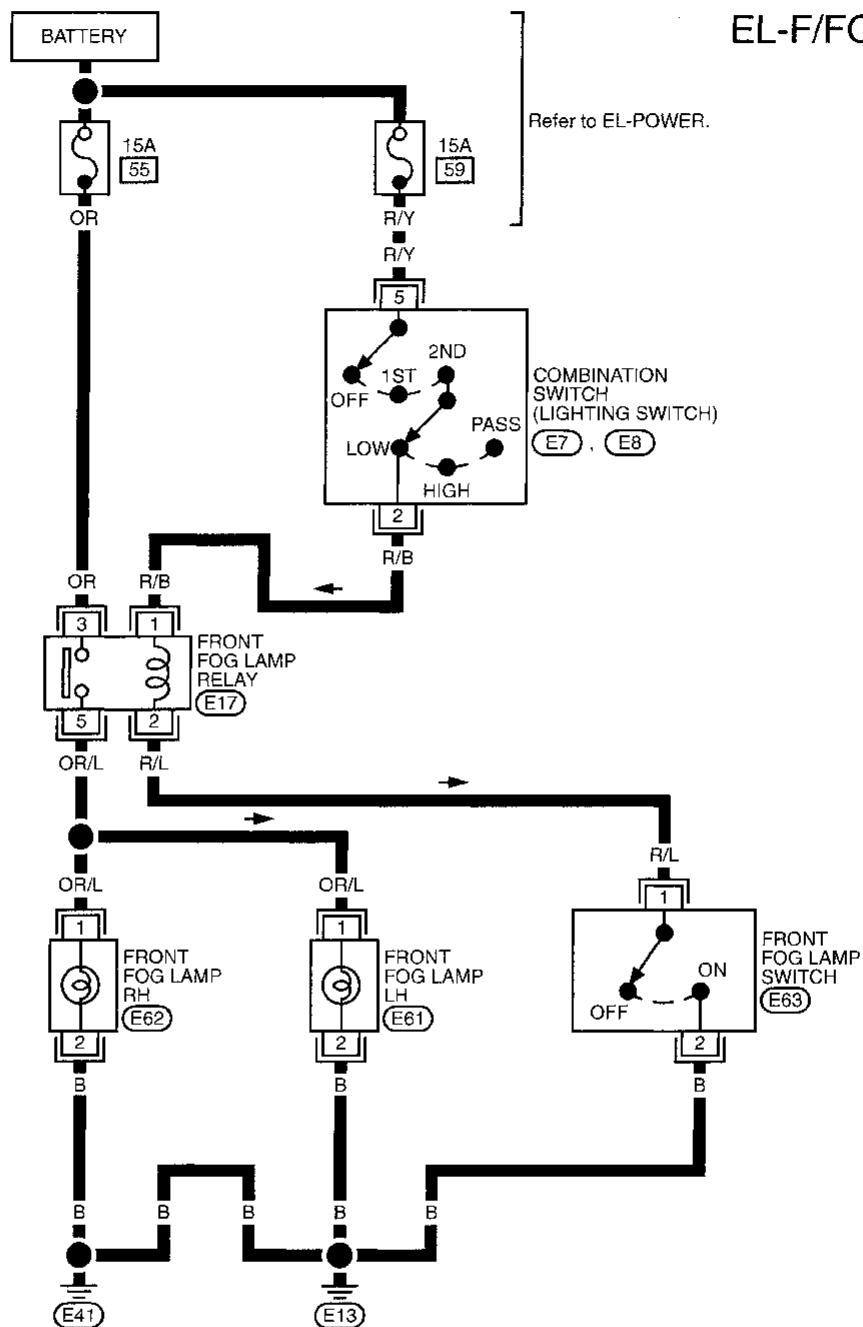 EL-F/FO
BATTERY
Refer to EL-POWER.
15A
55
15A
59
OR
R/Y
R/Y
5
OFF
1ST
2ND
LOW
HIGH
PASS
COMBINATION
SWITCH
(LIGHTING SWITCH)
E7 , E8
2
R/B
OR
R/B
3
1
FRONT
FOG LAMP
RELAY
E17
5
2
OR/L
R/L
R/L
OR/L
OR/L
1
1
1
FRONT
FOG LAMP
RH
E62
FRONT
FOG LAMP
LH
E61
OFF
ON
FRONT
FOG LAMP
SWITCH
E63
2
2
2
B
B
B
B
B
B
B
B
E41
E13